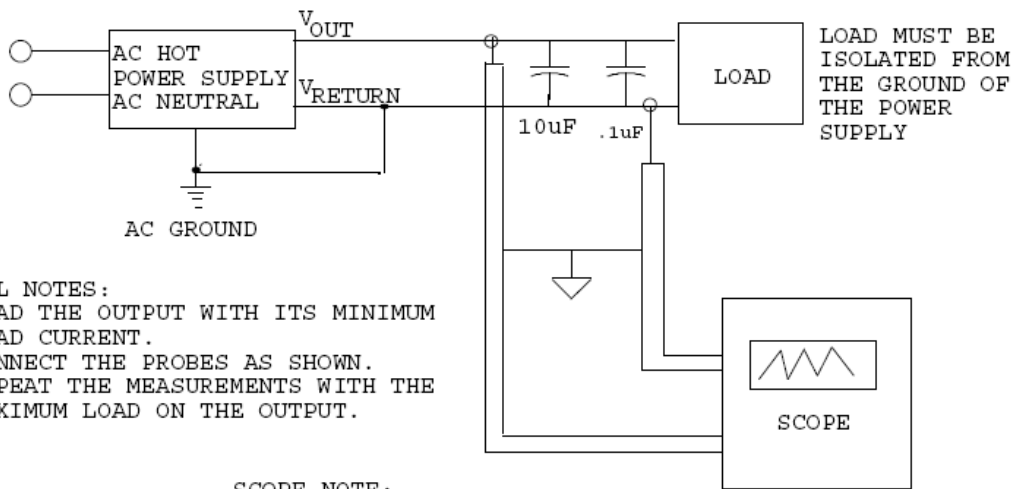 V OUT
AC HOT
POWER SUPPLY
AC NEUTRAL
V RETURN
10uF
.1uF
LOAD
LOAD MUST BE
ISOLATED FROM
THE GROUND OF
THE POWER
SUPPLY
AC GROUND
L NOTES:
AD THE OUTPUT WITH ITS MINIMUM
AD CURRENT.
NNECT THE PROBES AS SHOWN.
PEAT THE MEASUREMENTS WITH THE
XIMUM LOAD ON THE OUTPUT.
SCOPE
SCOPE NOTE: